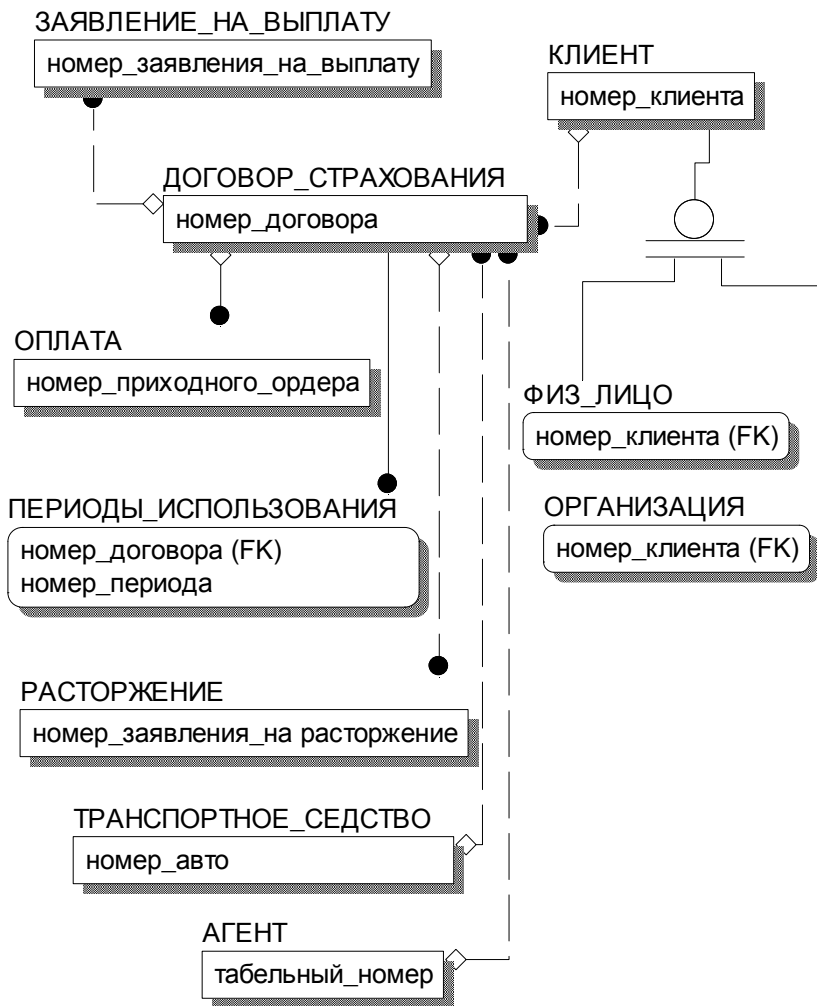 ЗАЯВЛЕНИЕ_НА_ВЫПЛАТУ
номер_заявления_на_выплату
КЛИЕНТ
номер_клиента
ДОГОВОР_СТРАХОВАНИЯ
номер_договора
ОПЛАТА
номер_приходного_ордера
ФИЗ_ЛИЦО
номер_клиента (FK)
ПЕРИОДЫ_ИСПОЛЬЗОВАНИЯ
номер_договора (FK)
номер_периода
ОРГАНИЗАЦИЯ
номер_клиента (FK)
РАСТОРЖЕНИЕ
номер_заявления_на расторжение
ТРАНСПОРТНОЕ_СЕДСТВО
номер_авто
АГЕНТ
табельный_номер